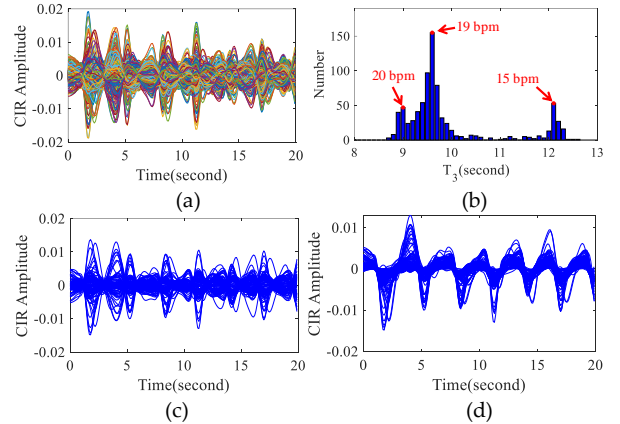 0.02
0.01
0
-0.01
-0.02
CIR Amplitude
0 5 10 15 20
Time(second)
(a)
150
100
50
0
Number
19 bpm
20 bpm
15 bpm
8 9 10 11 12 13
T3(second)
(b)
0.02
0.01
0
-0.01
-0.02
CIR Amplitude
0 5 10 15 20
Time(second)
(c)
0.01
0
-0.01
0.02
CIR Amplitude
0 5 10 15 20
Time(second)
(d)